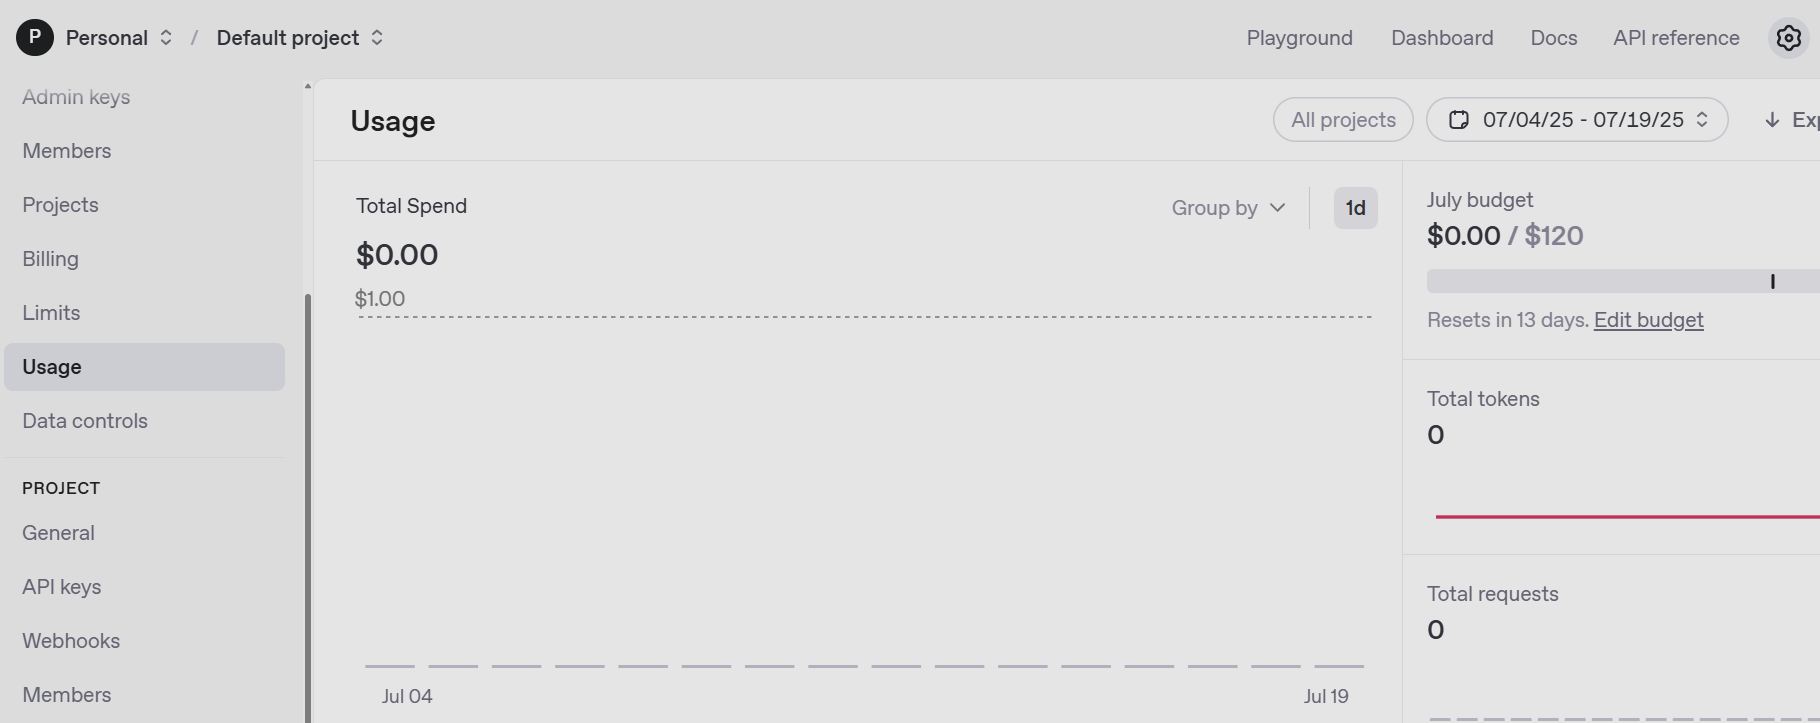 P Personal / Default project
Playground Dashboard Docs API reference
Admin keys
Members
Projects
Billing
Limits
Usage
Data controls
PROJECT
General
API keys
Webhooks
Members
Usage
All projects 07/04/25 - 07/19/25 Exp
Total Spend
Group by 1d
$0.00
$1.00
Jul 04 Jul 19
July budget
$0.00 / $120
Resets in 13 days. Edit budget
Total tokens
0
Total requests
0